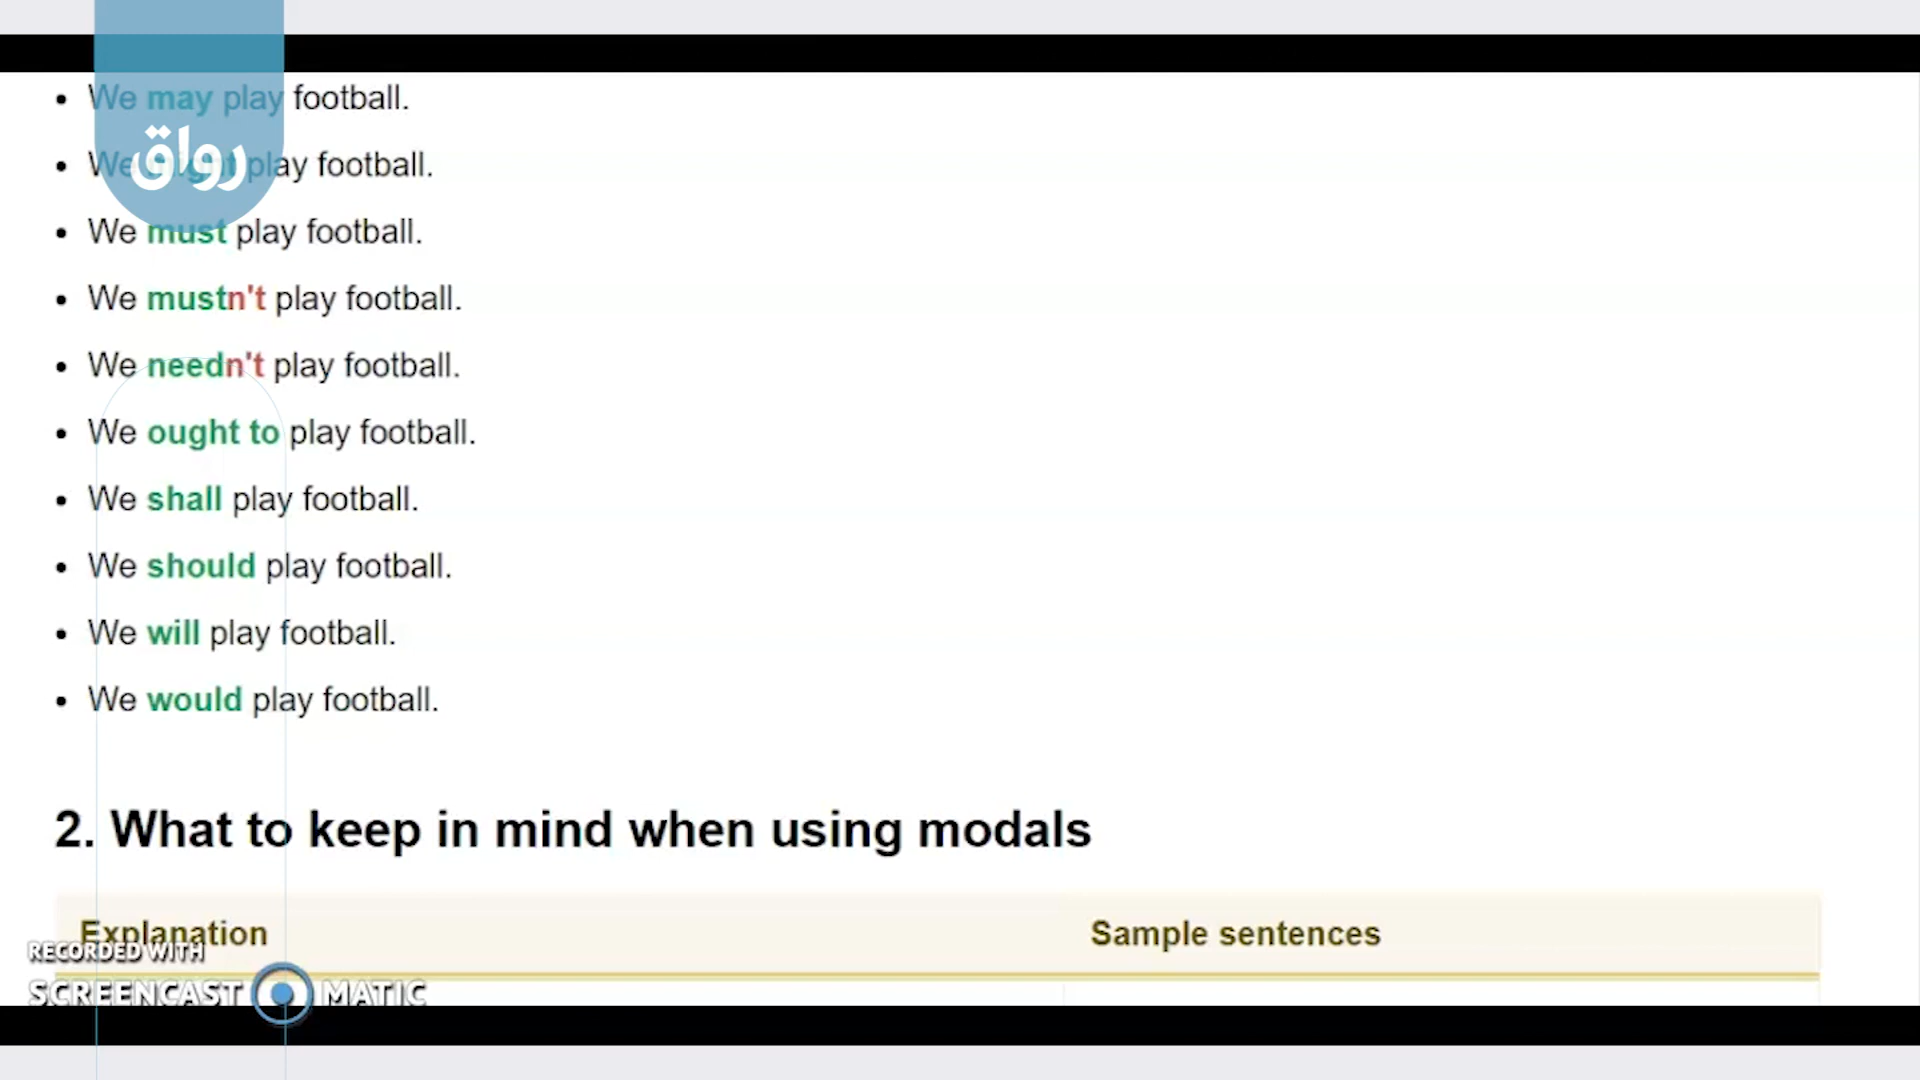 We may play football.
We might play football.
رواق
We must play football.
We mustn't play football.
We needn't play football.
We ought to play football.
We shall play football.
We should play football.
We will play football.
We would play football.
2. What to keep in mind when using modals
Explanation
Sample sentences
RECORDED WITH
SCREENCAST MATIC